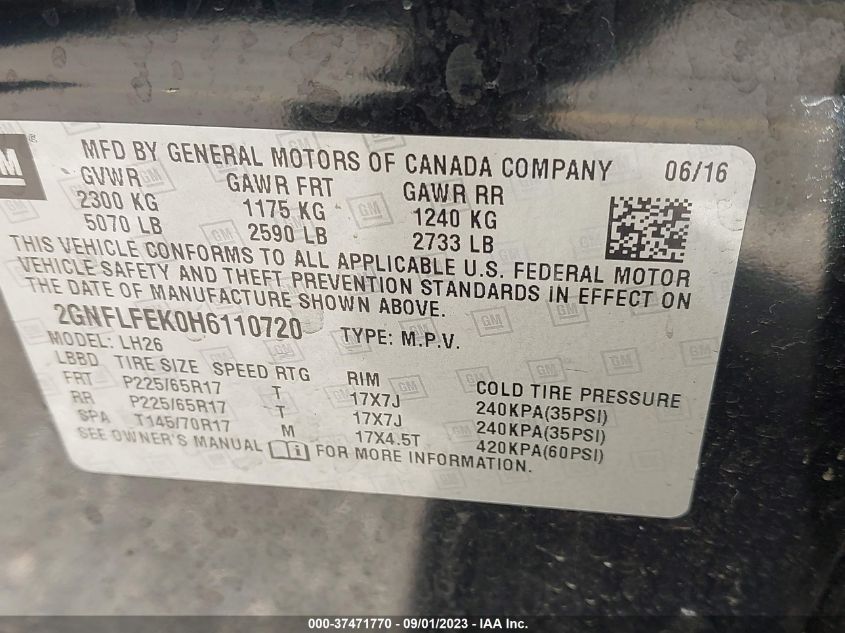 GM ®
MFD BY GENERAL MOTORS OF CANADA COMPANY 06/16
GVWR GAWR FRT GAWR RR
2300 KG 1175 KG 1240 KG
5070 LB 2590 LB 2733 LB
THIS VEHICLE CONFORMS TO ALL APPLICABLE U.S. FEDERAL MOTOR
VEHICLE SAFETY AND THEFT PREVENTION STANDARDS IN EFFECT ON
THE DATE OF MANUFACTURE SHOWN ABOVE.
2GNFLFEK0H6110720 TYPE: M.P.V.
MODEL: LH26
LBBD TIRE SIZE SPEED RTG RIM COLD TIRE PRESSURE
FRT P225/65R17 T 17X7J 240KPA(35PSI)
RR P225/65R17 T 17X7J 240KPA(35PSI)
SPA T145/70R17 M 17X4.5T 420KPA(60PSI)
SEE OWNER'S MANUAL FOR MORE INFORMATION.
000-37471770 - 09/01/2023 - IAA Inc.